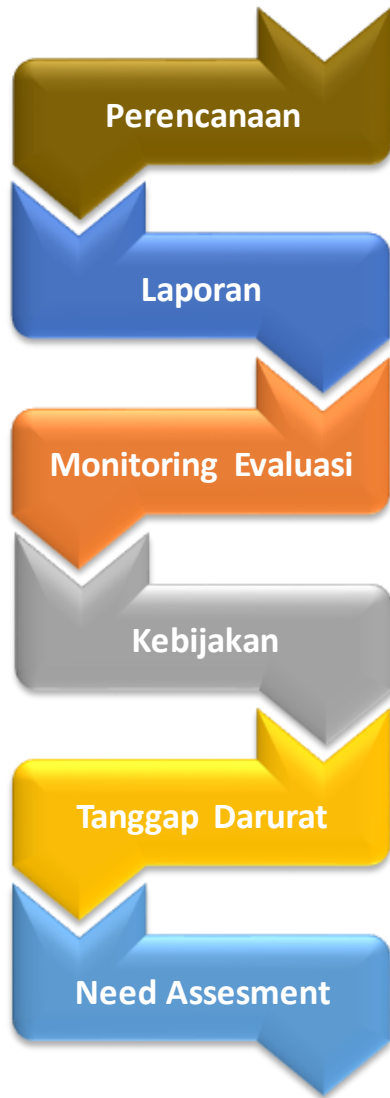 Perencanaan
Laporan
Monitoring Evaluasi
Kebijakan
Tanggap Darurat
Need Assesment